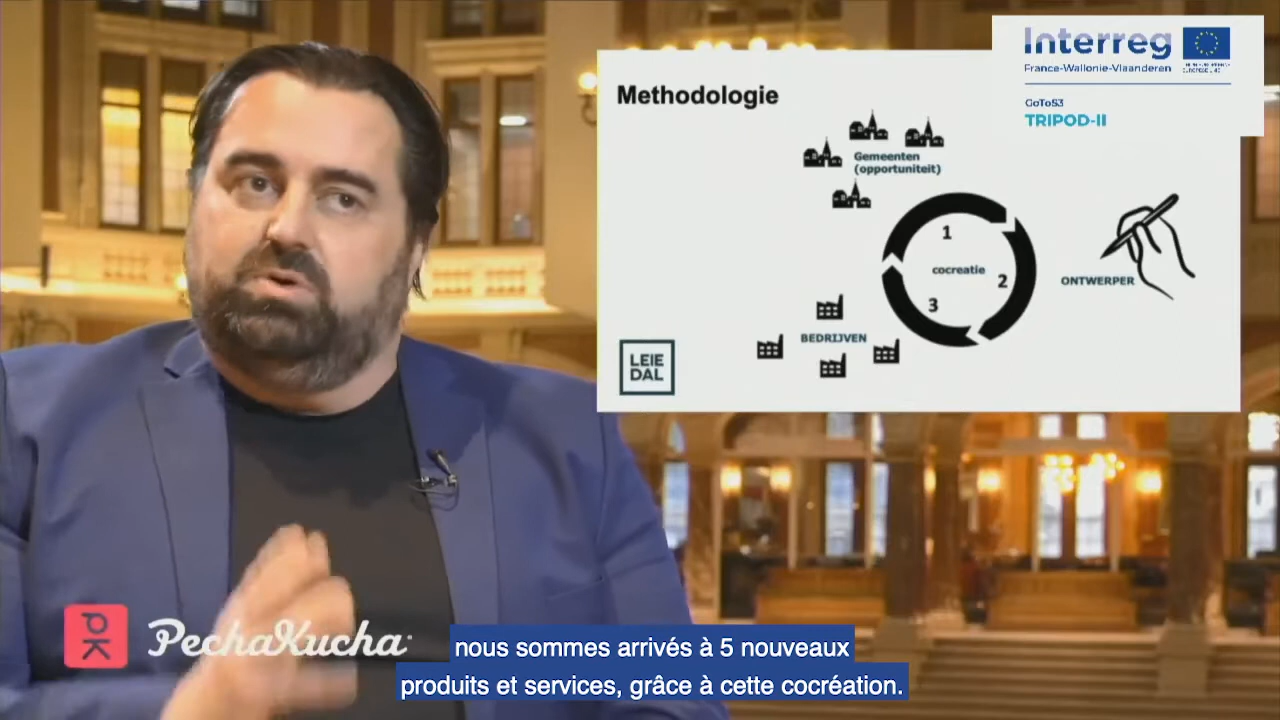 Interreg
France-Wallonie-Vlaanderen
GoToS3
TRIPOD-II
Methodologie
Gemeenten
(opportuniteit)
1
cocreatie
2
3
ONTWERPER
BEDRIJVEN
LEIE
DAL
PK
PechaKucha
nous sommes arrivés à 5 nouveaux
produits et services, grâce à cette cocréation.